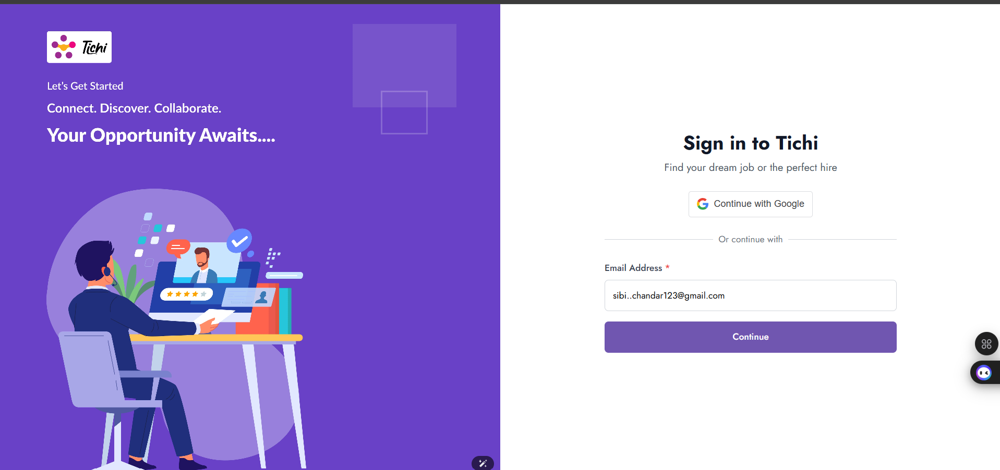 Tichi
Let's Get Started
Connect. Discover. Collaborate.
Your Opportunity Awaits....
Sign in to Tichi
Find your dream job or the perfect hire
Continue with Google
Or continue with
Email Address *
sibi..chandar123@gmail.com
Continue